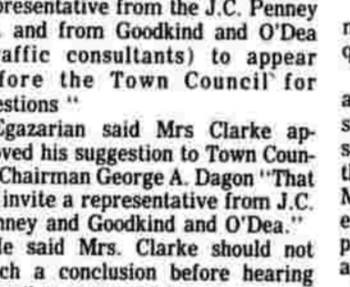 presentative from the J.C. Penney
and from Goodkind and O'Dea
affic consultants) to appear
fore the Town Council for
estions "
Egazarian said Mrs Clarke ap-
ved his suggestion to Town Coun-
Chairman George A. Dagon "That
invite a representative from J.C.
nney and Goodkind and O'Dea."
e said Mrs. Clarke should not
ch a conclusion before hearing